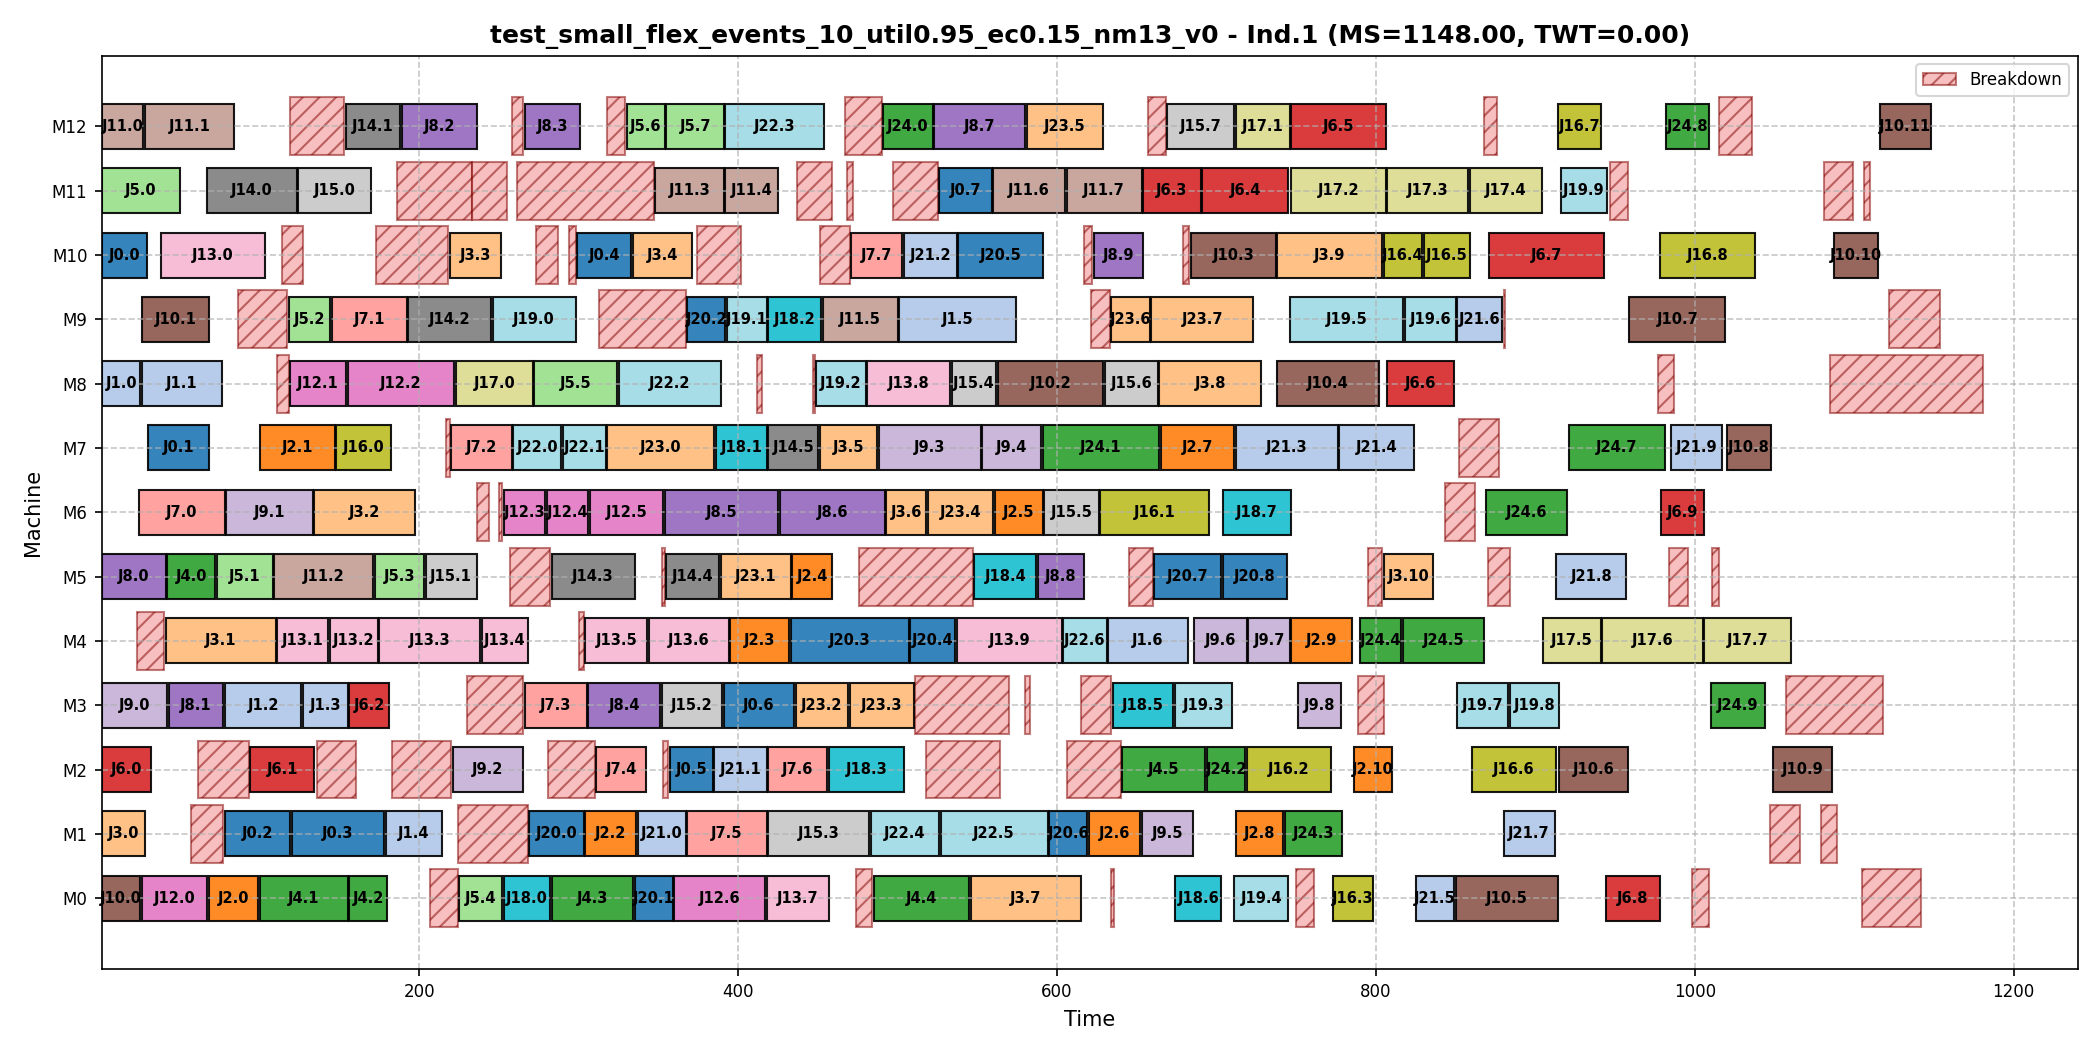 test_small_flex_events_10_util0.95_ec0.15_nm13_v0 - Ind.1 (MS=1148.00, TWT=0.00)
Breakdown
M12 J11.0 J11.1 J14.1 J8.2 J8.3 J5.6 J5.7 J22.3 J24.0 J8.7 J23.5 J15.7 J17.1 J6.5 J16.7 J24.8 J10.11
M11 J5.0 J14.0 J15.0 J11.3 J11.4 J0.7 J11.6 J11.7 J6.3 J6.4 J17.2 J17.3 J17.4 J19.9
M10 J0.0 J13.0 J3.3 J0.4 J3.4 J7.7 J21.2 J20.5 J8.9 J10.3 J3.9 J16.4 J16.5 J6.7 J16.8 J10.10
M9 J10.1 J5.2 J7.1 J14.2 J19.0 J20.2 J19.1 J18.2 J11.5 J1.5 J23.6 J23.7 J19.5 J19.6 J21.6 J10.7
M8 J1.0 J1.1 J12.1 J12.2 J17.0 J5.5 J22.2 J19.2 J13.8 J15.4 J10.2 J15.6 J3.8 J10.4 J6.6
M7 J0.1 J2.1 J16.0 J7.2 J22.0 J22.1 J23.0 J18.1 J14.5 J3.5 J9.3 J9.4 J24.1 J2.7 J21.3 J21.4 J24.7 J21.9 J10.8
M6 J7.0 J9.1 J3.2 J12.3 J12.4 J12.5 J8.5 J8.6 J3.6 J23.4 J2.5 J15.5 J16.1 J18.7 J24.6 J6.9
M5 J8.0 J4.0 J5.1 J11.2 J5.3 J15.1 J14.3 J14.4 J23.1 J2.4 J18.4 J8.8 J20.7 J20.8 J3.10 J21.8
M4 J3.1 J13.1 J13.2 J13.3 J13.4 J13.5 J13.6 J2.3 J20.3 J20.4 J13.9 J22.6 J1.6 J9.6 J9.7 J2.9 J24.4 J24.5 J17.5 J17.6 J17.7
M3 J9.0 J8.1 J1.2 J1.3 J6.2 J7.3 J8.4 J15.2 J0.6 J23.2 J23.3 J18.5 J19.3 J9.8 J19.7 J19.8 J24.9
M2 J6.0 J6.1 J9.2 J7.4 J0.5 J21.1 J7.6 J18.3 J4.5 J24.2 J16.2 J2.10 J16.6 J10.6 J10.9
M1 J3.0 J0.2 J0.3 J1.4 J20.0 J2.2 J21.0 J7.5 J15.3 J22.4 J22.5 J20.6 J2.6 J9.5 J2.8 J24.3 J21.7
M0 J10.0 J12.0 J2.0 J4.1 J4.2 J5.4 J18.0 J4.3 J20.1 J12.6 J13.7 J4.4 J3.7 J18.6 J19.4 J16.3 J21.5 J10.5 J6.8
200 400 600 800 1000 1200
Time
Machine